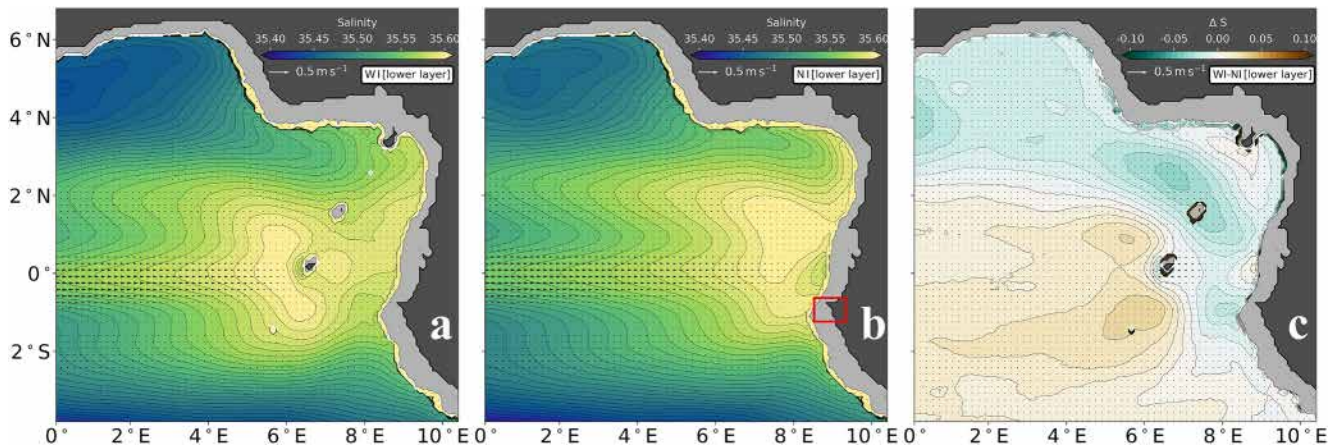 Salinity
35.40 35.45 35.50 35.55 35.60
0.5 m s⁻¹
WI [lower layer]
6°N
4°N
2°N
0°
2°S
a
0° 2°E 4°E 6°E 8°E 10°E
Salinity
35.40 35.45 35.50 35.55 35.60
0.5 m s⁻¹
NI [lower layer]
b
0° 2°E 4°E 6°E 8°E 10°E
Δ S
-0.10 -0.05 0.00 0.05 0.10
0.5 m s⁻¹
WI-NI [lower layer]
c
0° 2°E 4°E 6°E 8°E 10°E